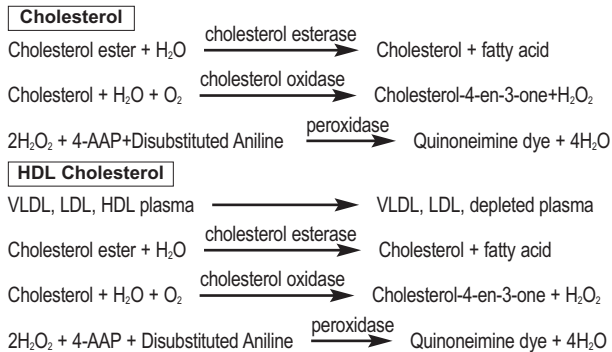 Cholesterol
Cholesterol ester + H₂O cholesterol esterase Cholesterol + fatty acid
Cholesterol + H₂O + O₂ cholesterol oxidase Cholesterol-4-en-3-one+H₂O₂
2H₂O₂ + 4-AAP+Disubstituted Aniline peroxidase Quinoneimine dye + 4H₂O
HDL Cholesterol
VLDL, LDL, HDL plasma VLDL, LDL, depleted plasma
Cholesterol ester + H₂O cholesterol esterase Cholesterol + fatty acid
Cholesterol + H₂O + O₂ cholesterol oxidase Cholesterol-4-en-3-one + H₂O₂
2H₂O₂ + 4-AAP + Disubstituted Aniline peroxidase Quinoneimine dye + 4H₂O